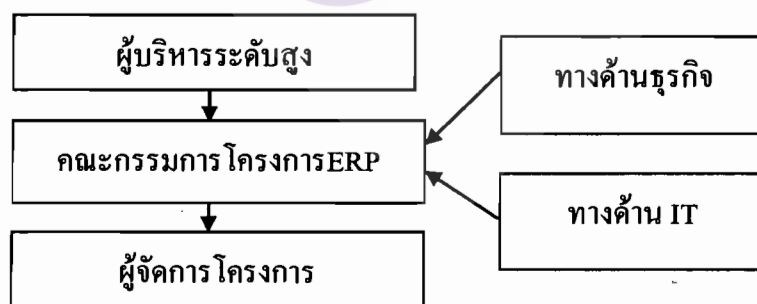 ผู้บริหารระดับสูง
ทางด้านธุรกิจ
คณะกรรมการโครงการERP
ทางด้าน IT
ผู้จัดการโครงการ